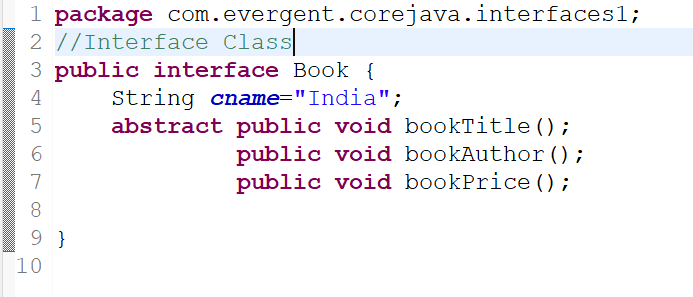 1 package com.evergent.corejava.interfaces1;
2 //Interface Class
3 public interface Book {
4     String cname="India";
5     abstract public void bookTitle();
6              public void bookAuthor();
7              public void bookPrice();
8
9 }
10